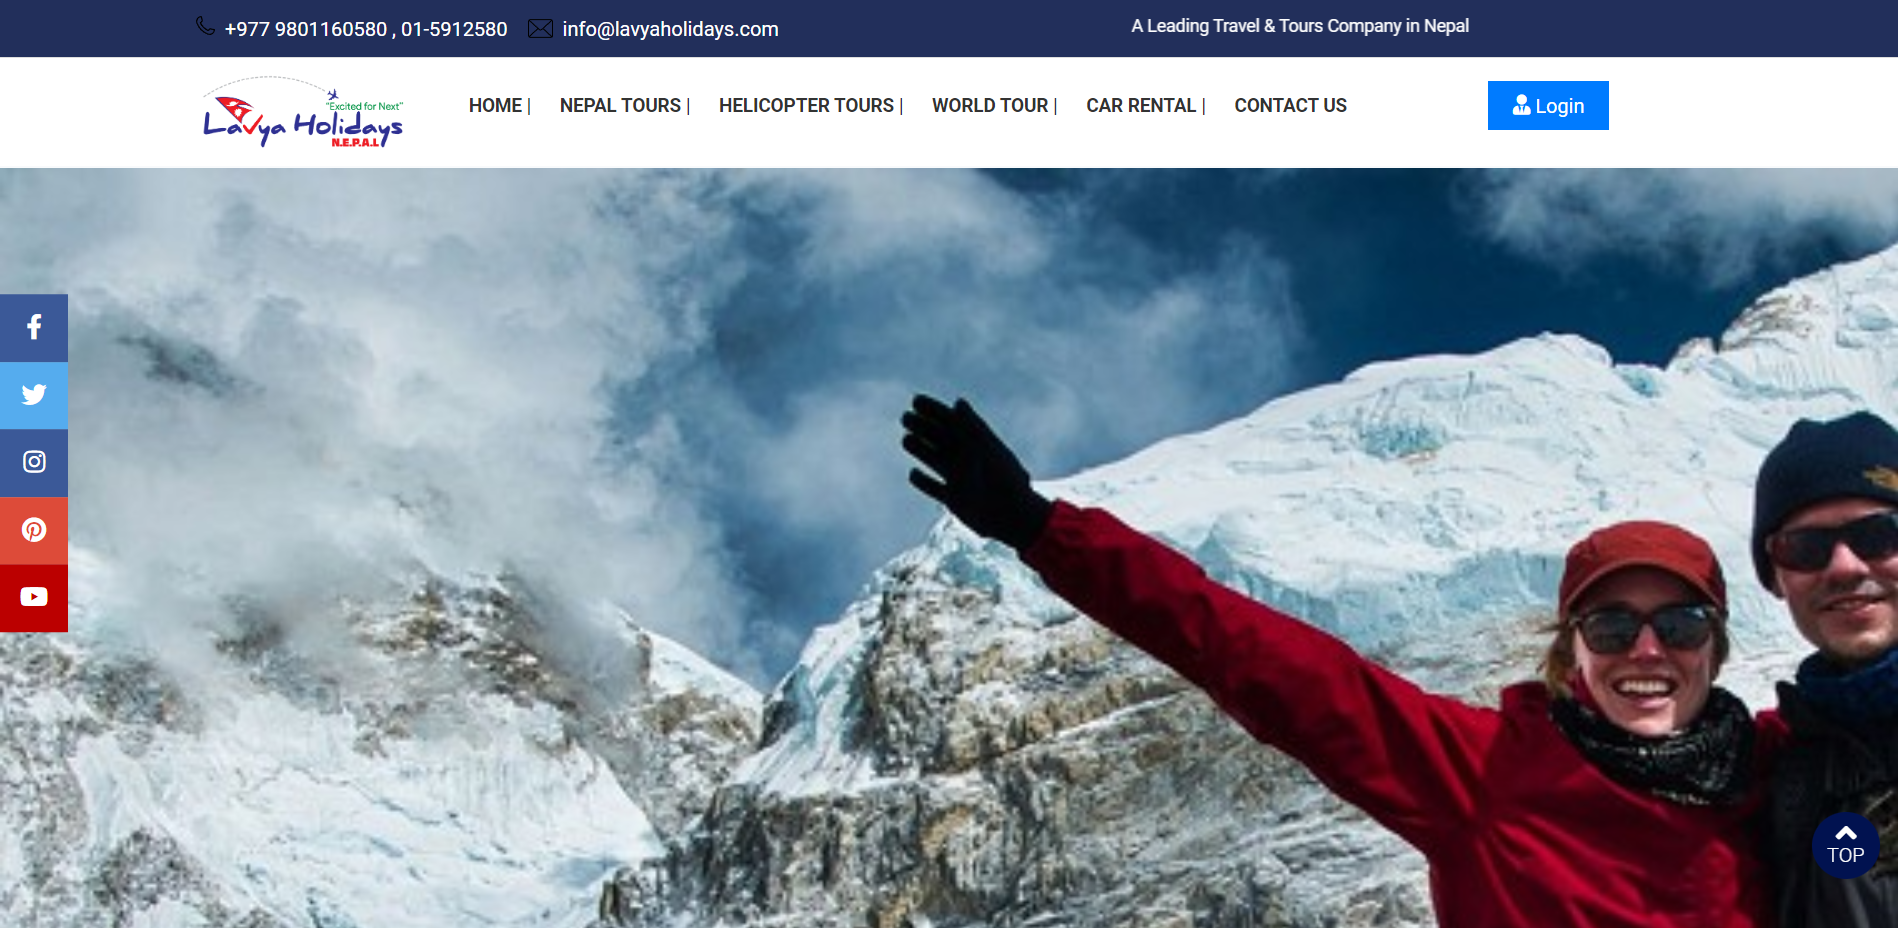 +977 9801160580 , 01-5912580
info@lavyaholidays.com
A Leading Travel & Tours Company in Nepal
"Excited for Next"
Lavya Holidays
N.E.P.A.L
HOME |
NEPAL TOURS |
HELICOPTER TOURS |
WORLD TOUR |
CAR RENTAL |
CONTACT US
Login
TOP